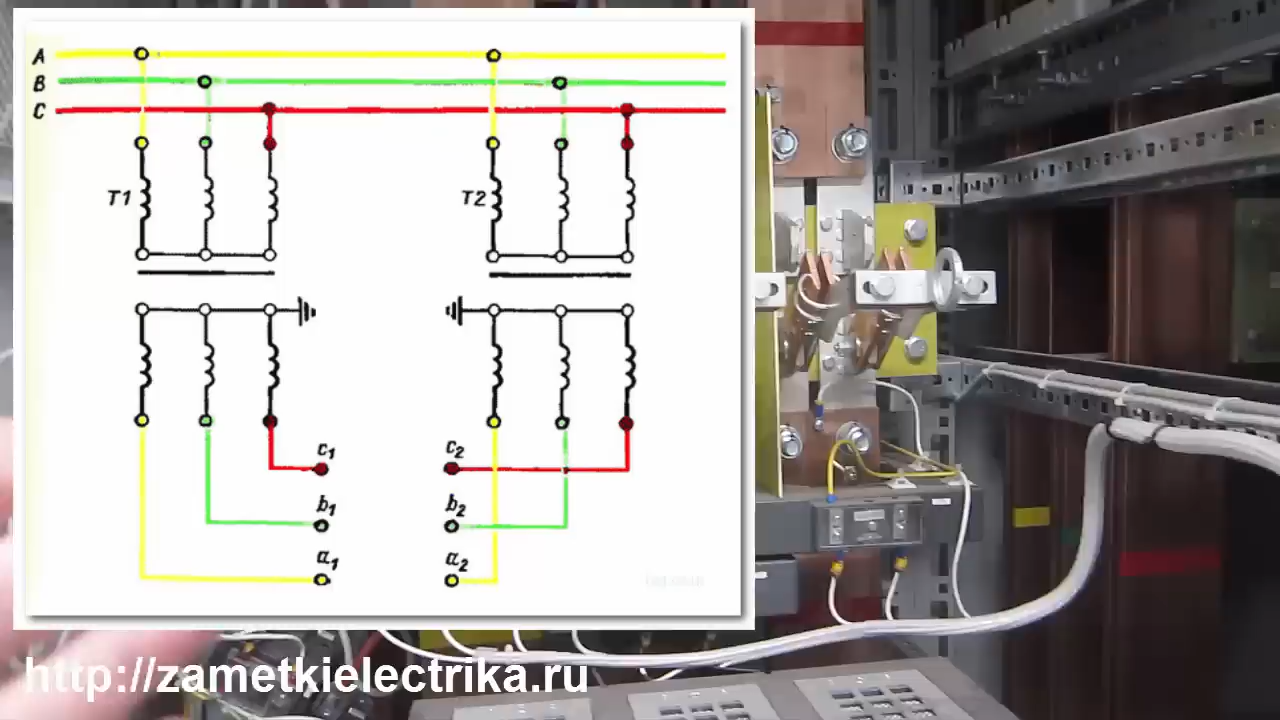 A
B
C
T1 T2
c₁ c₂
b₁ b₂
a₁ a₂
http://zametkielectrika.ru